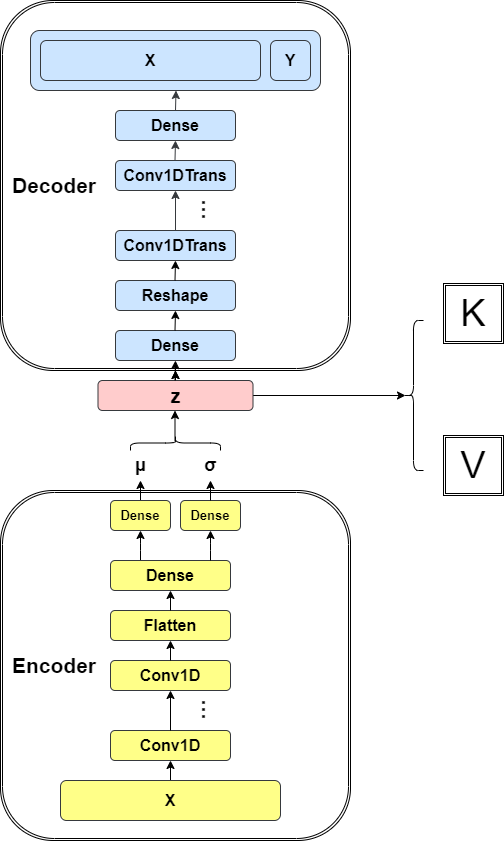 X Y
Dense
Conv1DTrans
Decoder
⋮
Conv1DTrans
Reshape
Dense
K
z
V
μ σ
Dense Dense
Dense
Flatten
Encoder
Conv1D
⋮
Conv1D
X